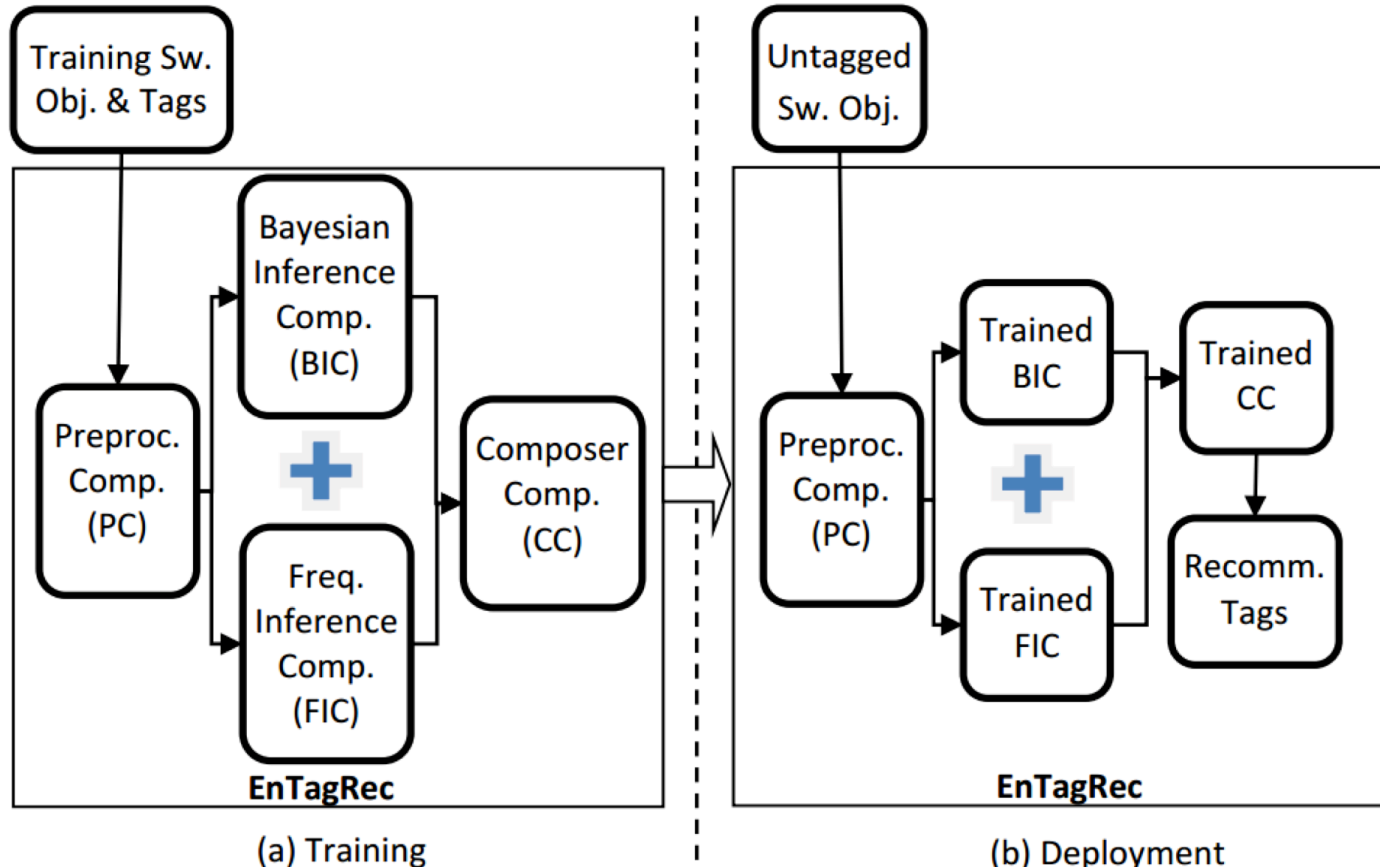 Training Sw.
Obj. & Tags
Bayesian
Inference
Comp.
(BIC)
Preproc.
Comp.
(PC)
Freq.
Inference
Comp.
(FIC)
Composer
Comp.
(CC)
EnTagRec
(a) Training
Untagged
Sw. Obj.
Preproc.
Comp.
(PC)
Trained
BIC
Trained
FIC
Trained
CC
Recomm.
Tags
EnTagRec
(b) Deployment